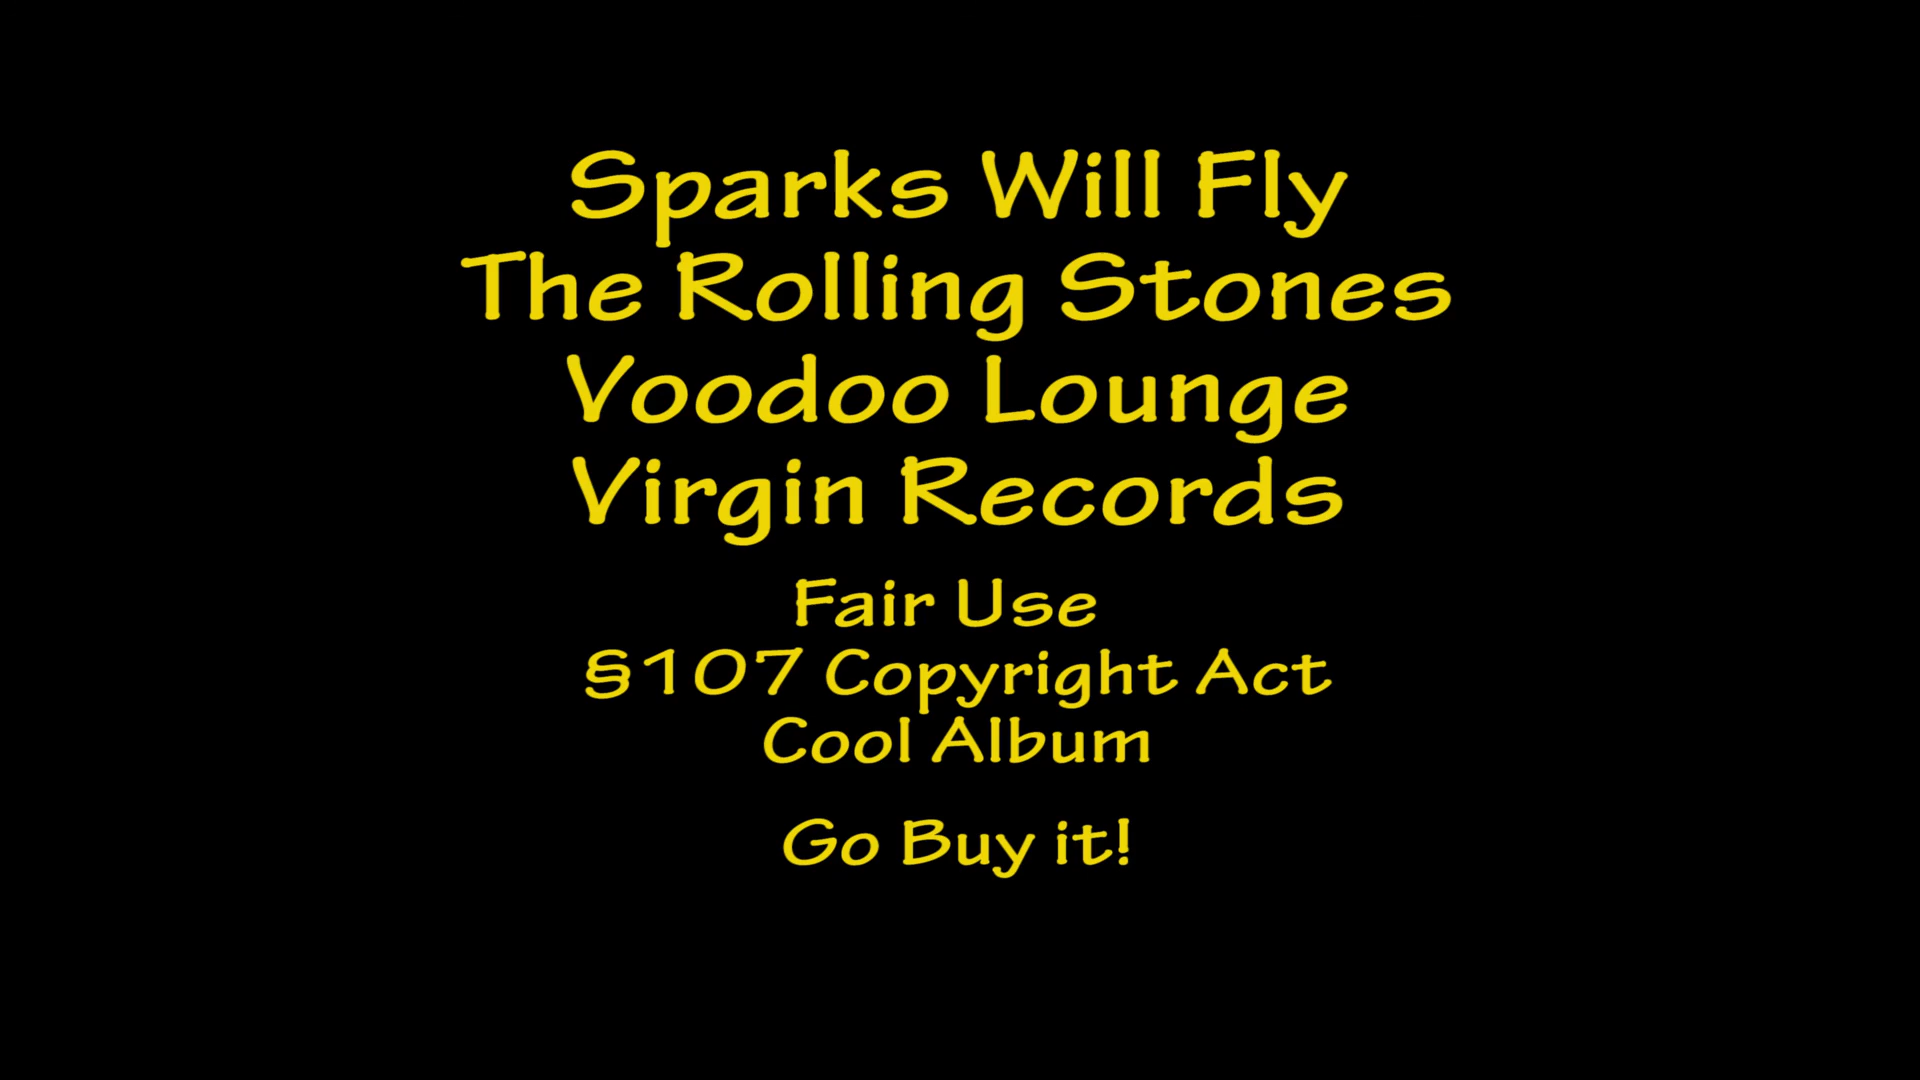 Sparks Will Fly
The Rolling Stones
Voodoo Lounge
Virgin Records
Fair Use
§107 Copyright Act
Cool Album
Go Buy it!